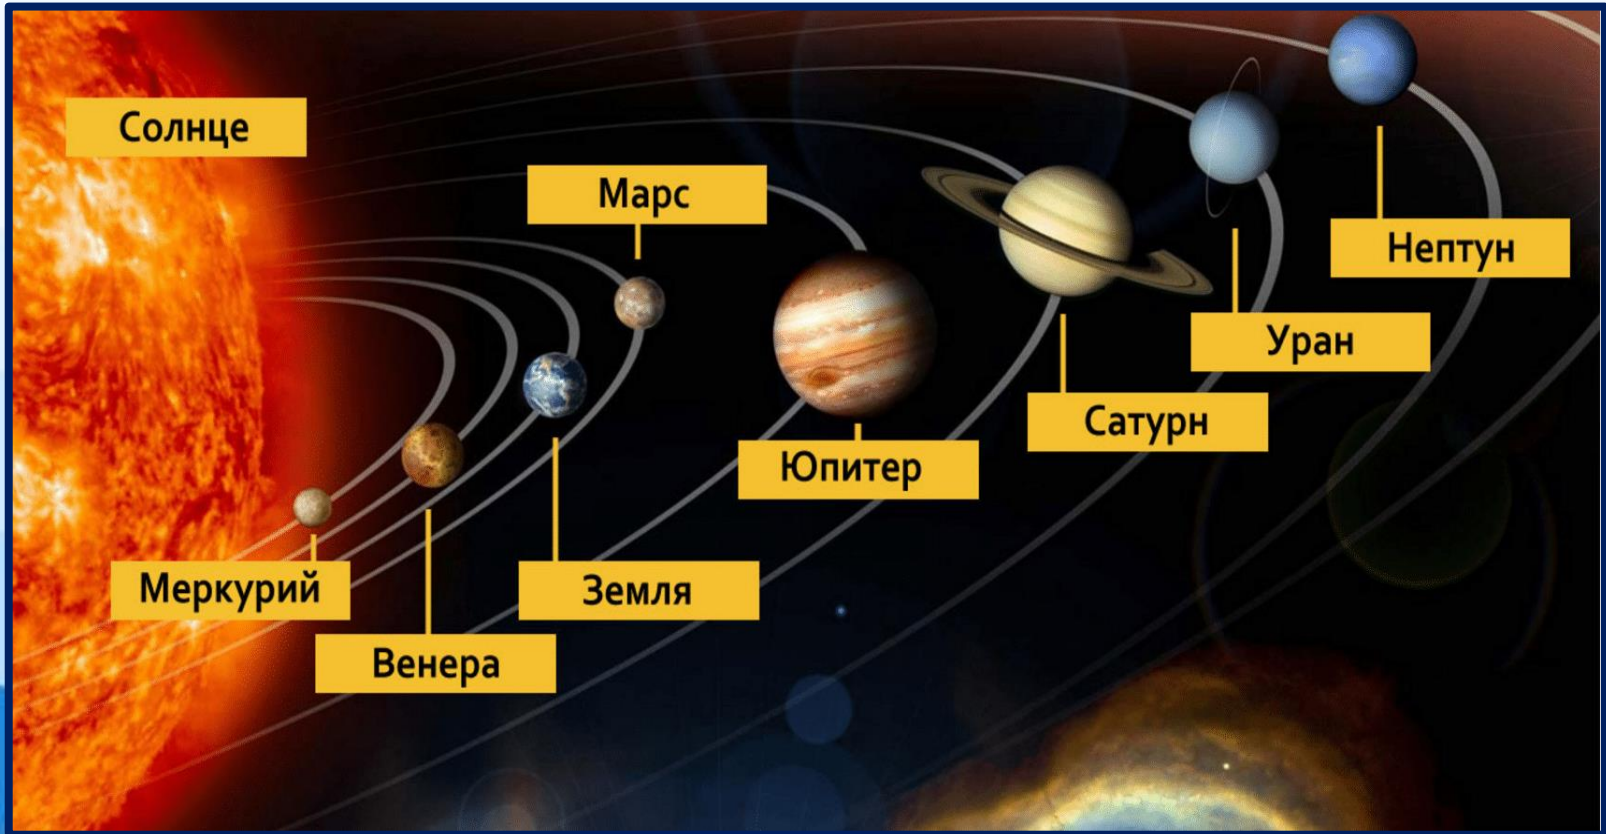 Солнце
Марс
Нептун
Уран
Сатурн
Юпитер
Меркурий
Земля
Венера